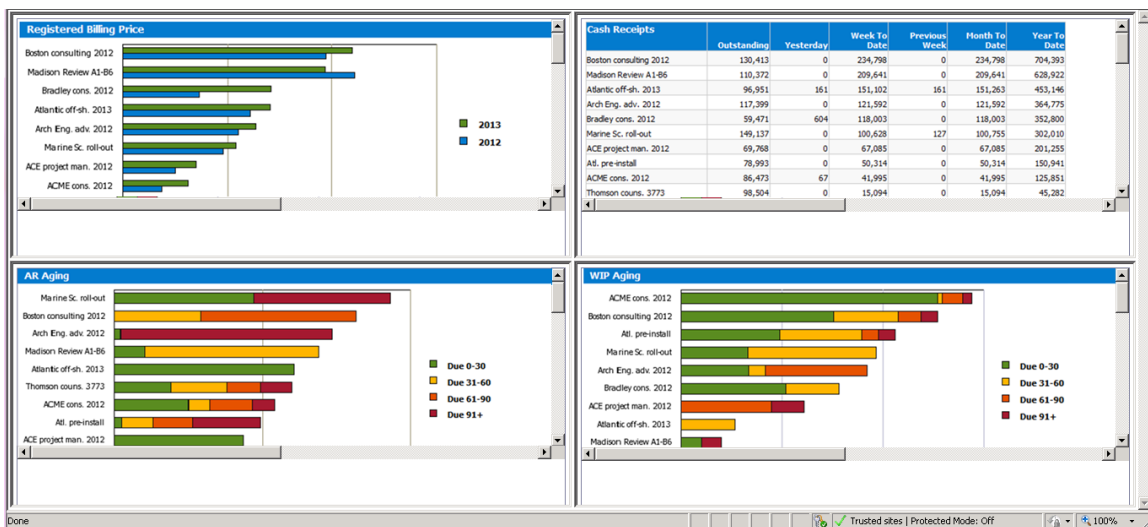 Registered Billing Price
Boston consulting 2012
Madison Review A1-B6
Bradley cons. 2012
Atlantic off-sh. 2013
Arch Eng. adv. 2012
Marine Sc. roll-out
ACE project man. 2012
ACME cons. 2012
2013
2012
Cash Receipts
Outstanding Yesterday Week To Date Previous Week Month To Date Year To Date
Boston consulting 2012 130,413 0 234,798 0 234,798 704,393
Madison Review A1-B6 110,372 0 209,641 0 209,641 628,922
Atlantic off-sh. 2013 96,951 161 151,102 161 151,263 453,146
Arch Eng. adv. 2012 117,399 0 121,592 0 121,592 364,775
Bradley cons. 2012 59,471 604 118,003 0 118,003 352,800
Marine Sc. roll-out 149,137 0 100,628 127 100,755 302,010
ACE project man. 2012 69,768 0 67,085 0 67,085 201,255
Atl. pre-install 78,993 0 50,314 0 50,314 150,941
ACME cons. 2012 86,473 67 41,995 0 41,995 125,851
Thomson couns. 3773 98,504 0 15,094 0 15,094 45,282
AR Aging
Marine Sc. roll-out
Boston consulting 2012
Arch Eng. adv. 2012
Madison Review A1-B6
Atlantic off-sh. 2013
Thomson couns. 3773
ACME cons. 2012
Atl. pre-install
ACE project man. 2012
Due 0-30
Due 31-60
Due 61-90
Due 91+
WIP Aging
ACME cons. 2012
Boston consulting 2012
Atl. pre-install
Marine Sc. roll-out
Arch Eng. adv. 2012
Bradley cons. 2012
ACE project man. 2012
Atlantic off-sh. 2013
Madison Review A1-B6
Due 0-30
Due 31-60
Due 61-90
Due 91+
Done
Trusted sites | Protected Mode: Off
100%